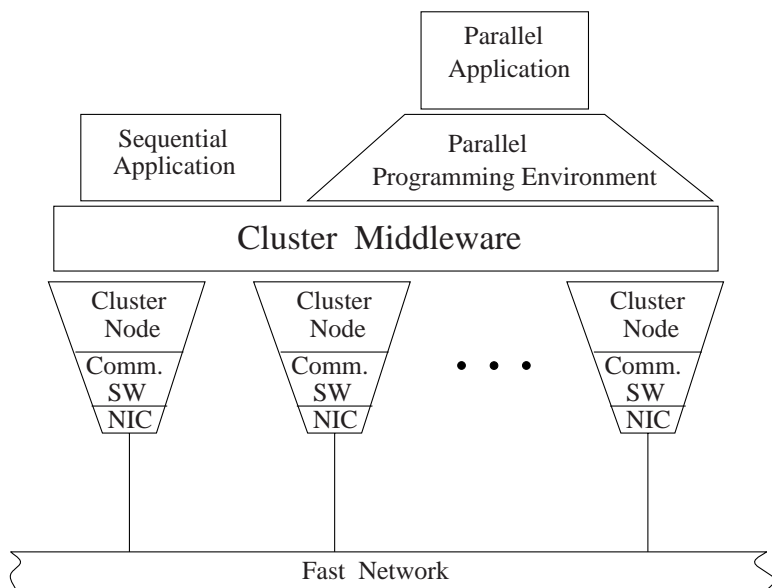 Parallel
Application
Sequential
Application
Parallel
Programming Environment
Cluster Middleware
Cluster
Node
Comm.
SW
NIC
Cluster
Node
Comm.
SW
NIC
Cluster
Node
Comm.
SW
NIC
Fast Network